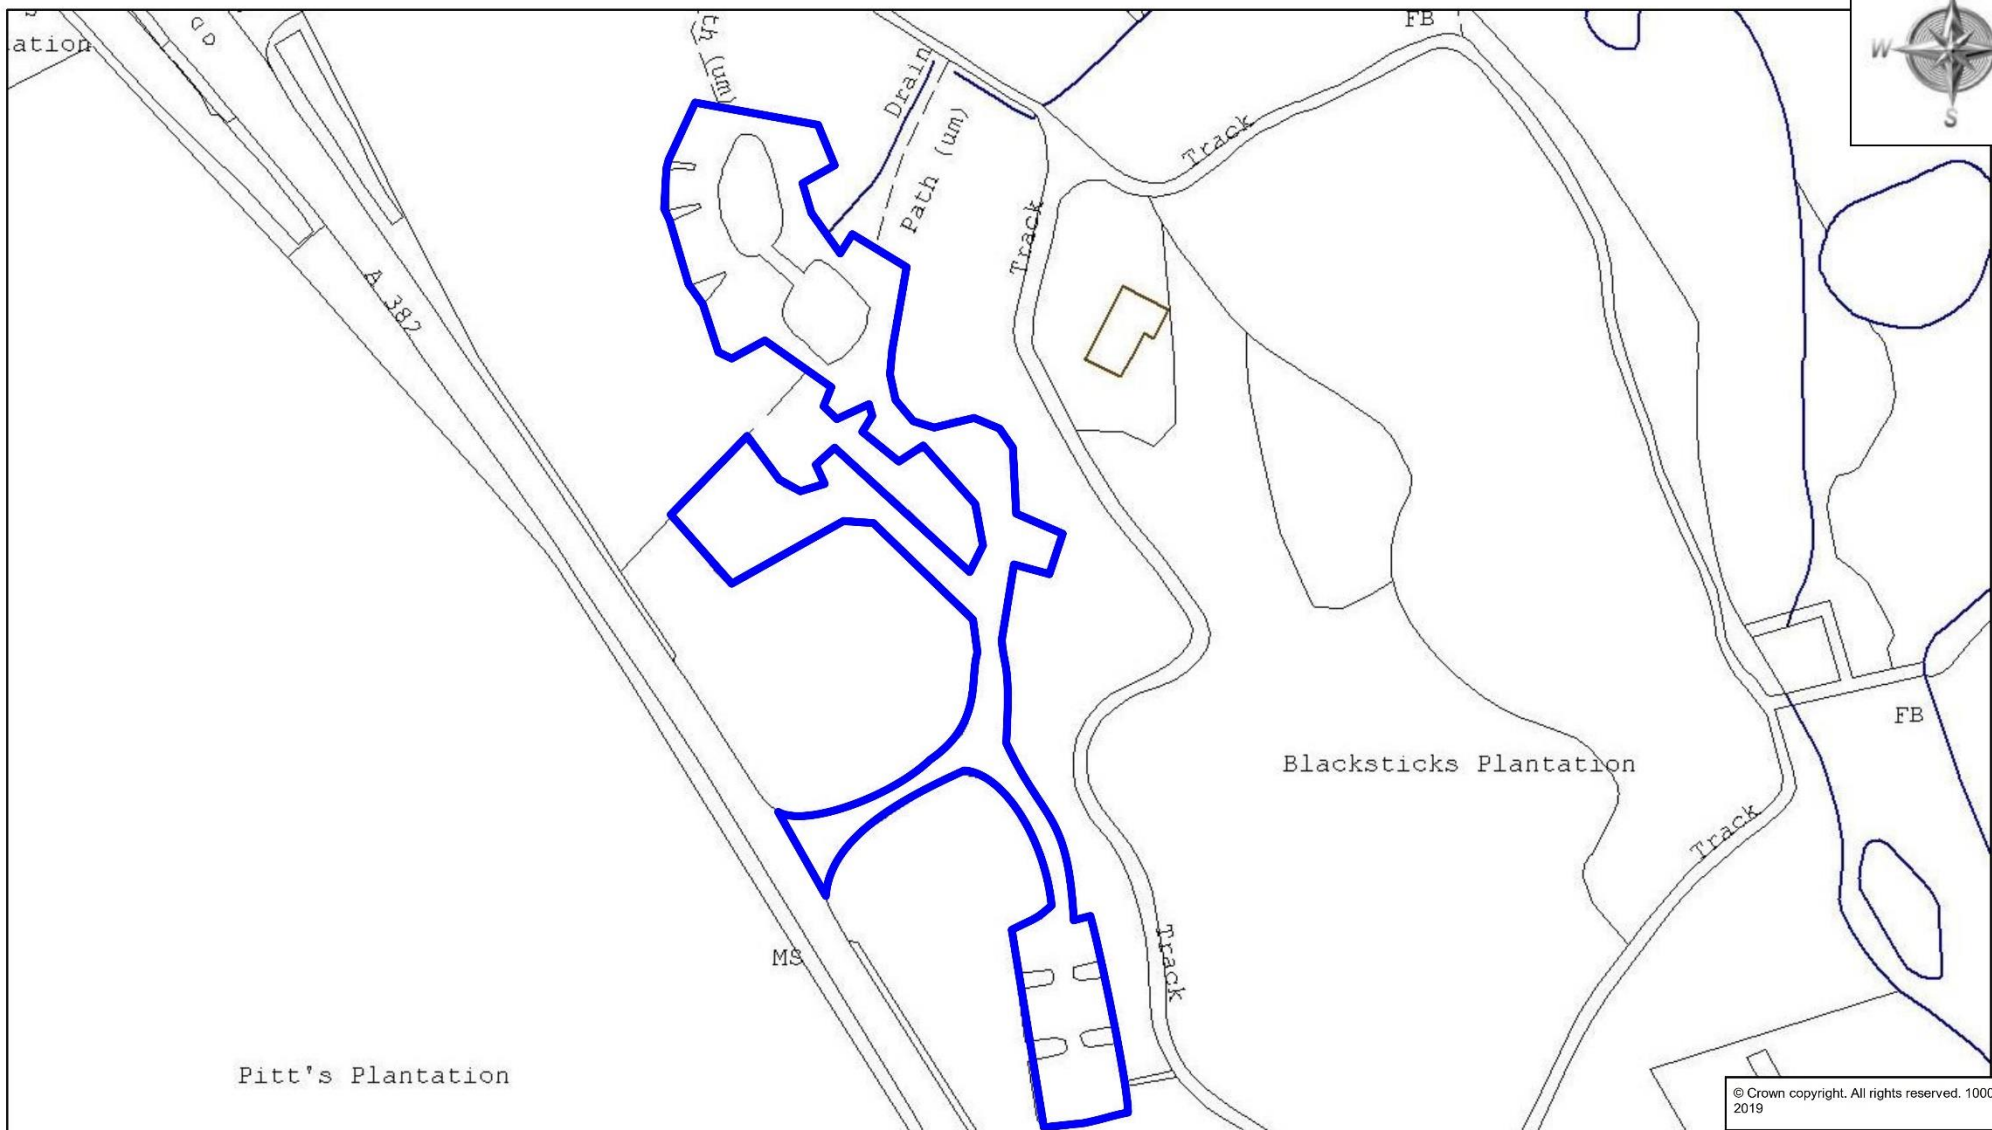 ation
th (um)
Drain
Path (um)
FB
W
S
Track
Track
A 382
FB
Blacksticks Plantation
Track
MS
Track
Pitt's Plantation
© Crown copyright. All rights reserved. 1000
2019